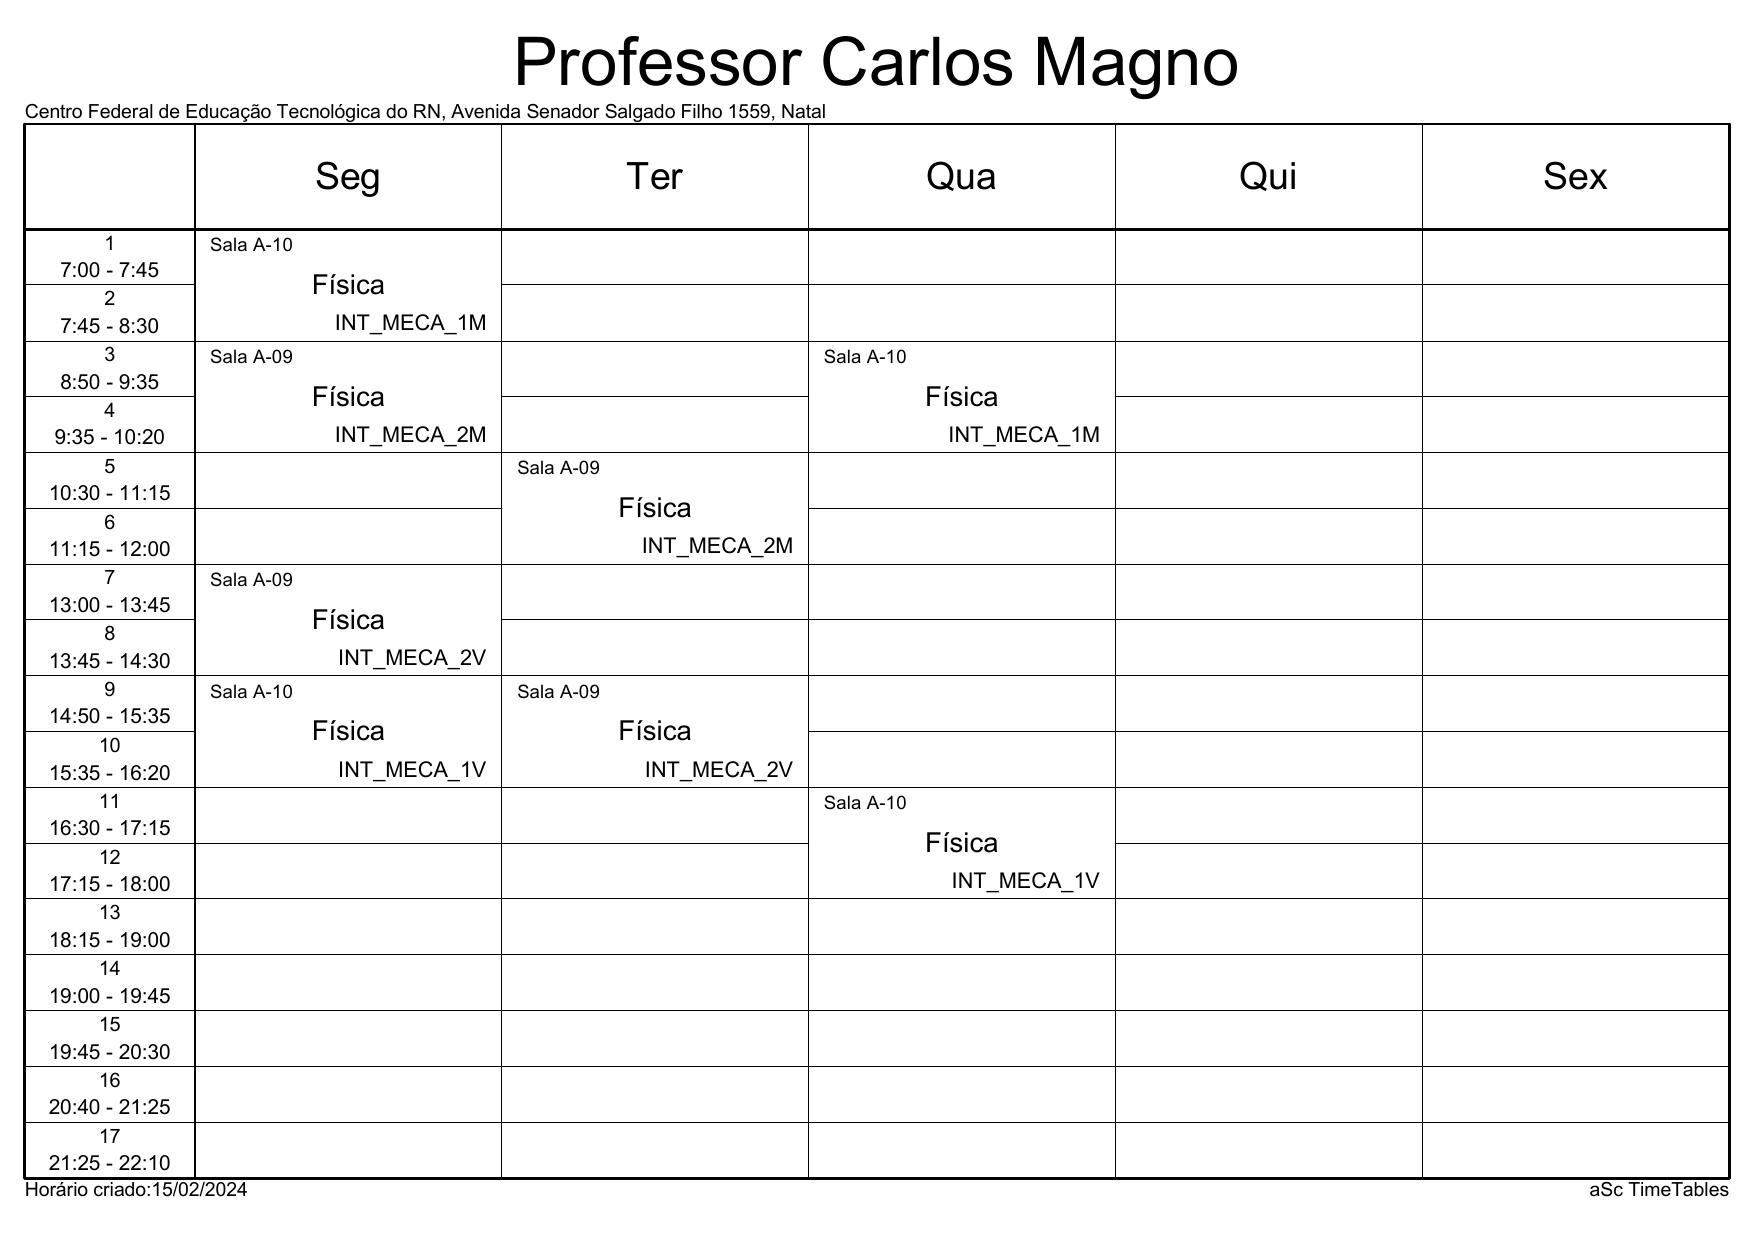 Professor Carlos Magno
Centro Federal de Educação Tecnológica do RN, Avenida Senador Salgado Filho 1559, Natal
Seg Ter Qua Qui Sex
1
7:00 - 7:45
2
7:45 - 8:30
Sala A-10
Física
INT_MECA_1M
3
8:50 - 9:35
4
9:35 - 10:20
Sala A-09
Física
INT_MECA_2M
Sala A-10
Física
INT_MECA_1M
5
10:30 - 11:15
6
11:15 - 12:00
Sala A-09
Física
INT_MECA_2M
7
13:00 - 13:45
8
13:45 - 14:30
Sala A-09
Física
INT_MECA_2V
9
14:50 - 15:35
10
15:35 - 16:20
Sala A-10
Física
INT_MECA_1V
Sala A-09
Física
INT_MECA_2V
11
16:30 - 17:15
12
17:15 - 18:00
Sala A-10
Física
INT_MECA_1V
13
18:15 - 19:00
14
19:00 - 19:45
15
19:45 - 20:30
16
20:40 - 21:25
17
21:25 - 22:10
Horário criado:15/02/2024
aSc TimeTables